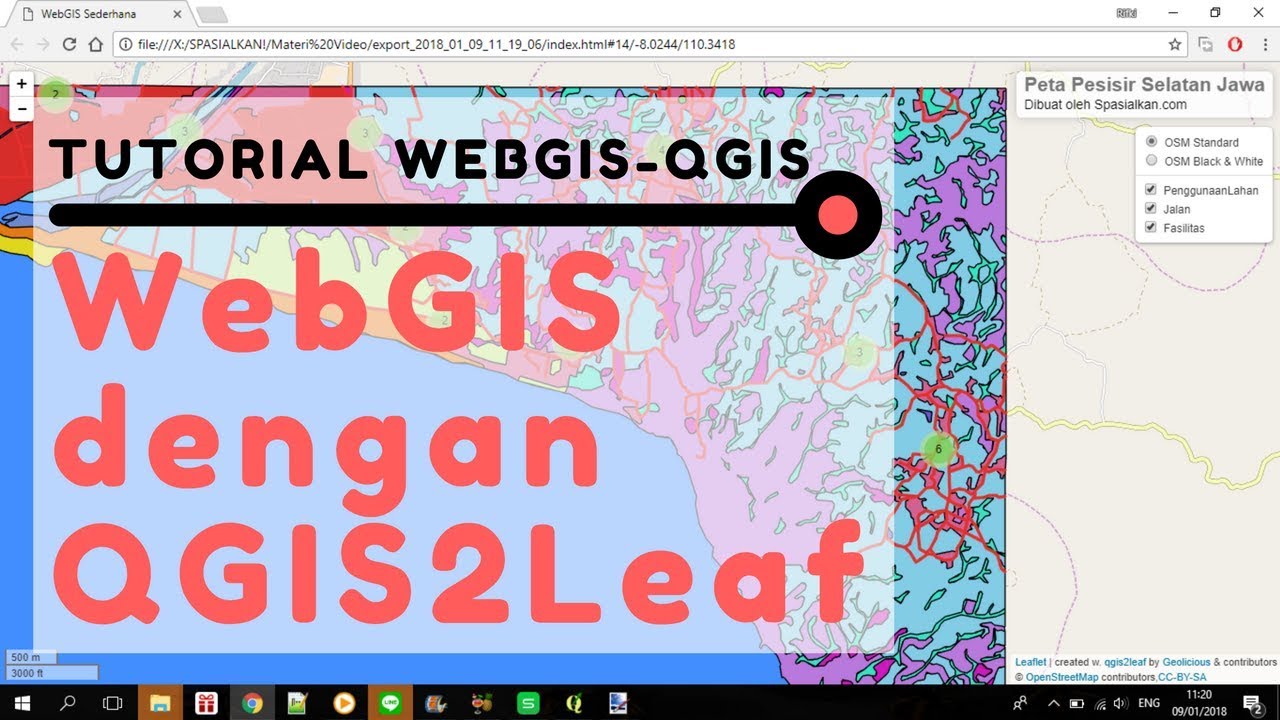 WebGIS Sederhana
Rifki
file:///X:/SPASIALKAN!/Materi%20Video/export_2018_01_09_11_19_06/index.html#14/-8.0244/110.3418
+
-
2
3
3
4
2
2
3
6
Peta Pesisir Selatan Jawa
Dibuat oleh Spasialkan.com
OSM Standard
OSM Black & White
PenggunaanLahan
Jalan
Fasilitas
TUTORIAL WEBGIS-QGIS
WebGIS
dengan
QGIS2Leaf
500 m
3000 ft
Leaflet | created w. qgis2leaf by Geolicious & contributors
© OpenStreetMap contributors,CC-BY-SA
LINE
S
ENG
11:20
09/01/2018
2